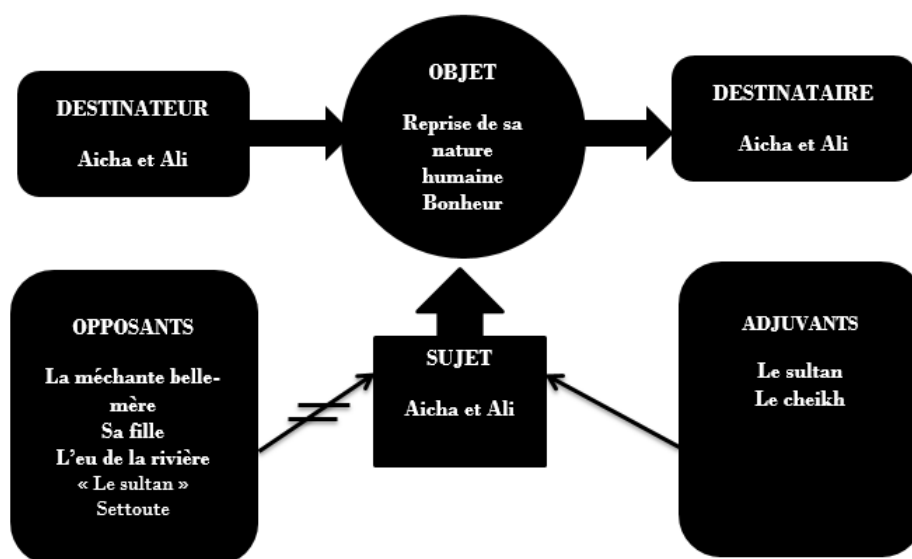 DESTINATEUR
Aicha et Ali
OBJET
Reprise de sa
nature
humaine
Bonheur
DESTINATAIRE
Aicha et Ali
OPPOSANTS
La méchante belle-
mère
Sa fille
L’eu de la rivière
« Le sultan »
Settoute
SUJET
Aicha et Ali
ADJUVANTS
Le sultan
Le cheikh